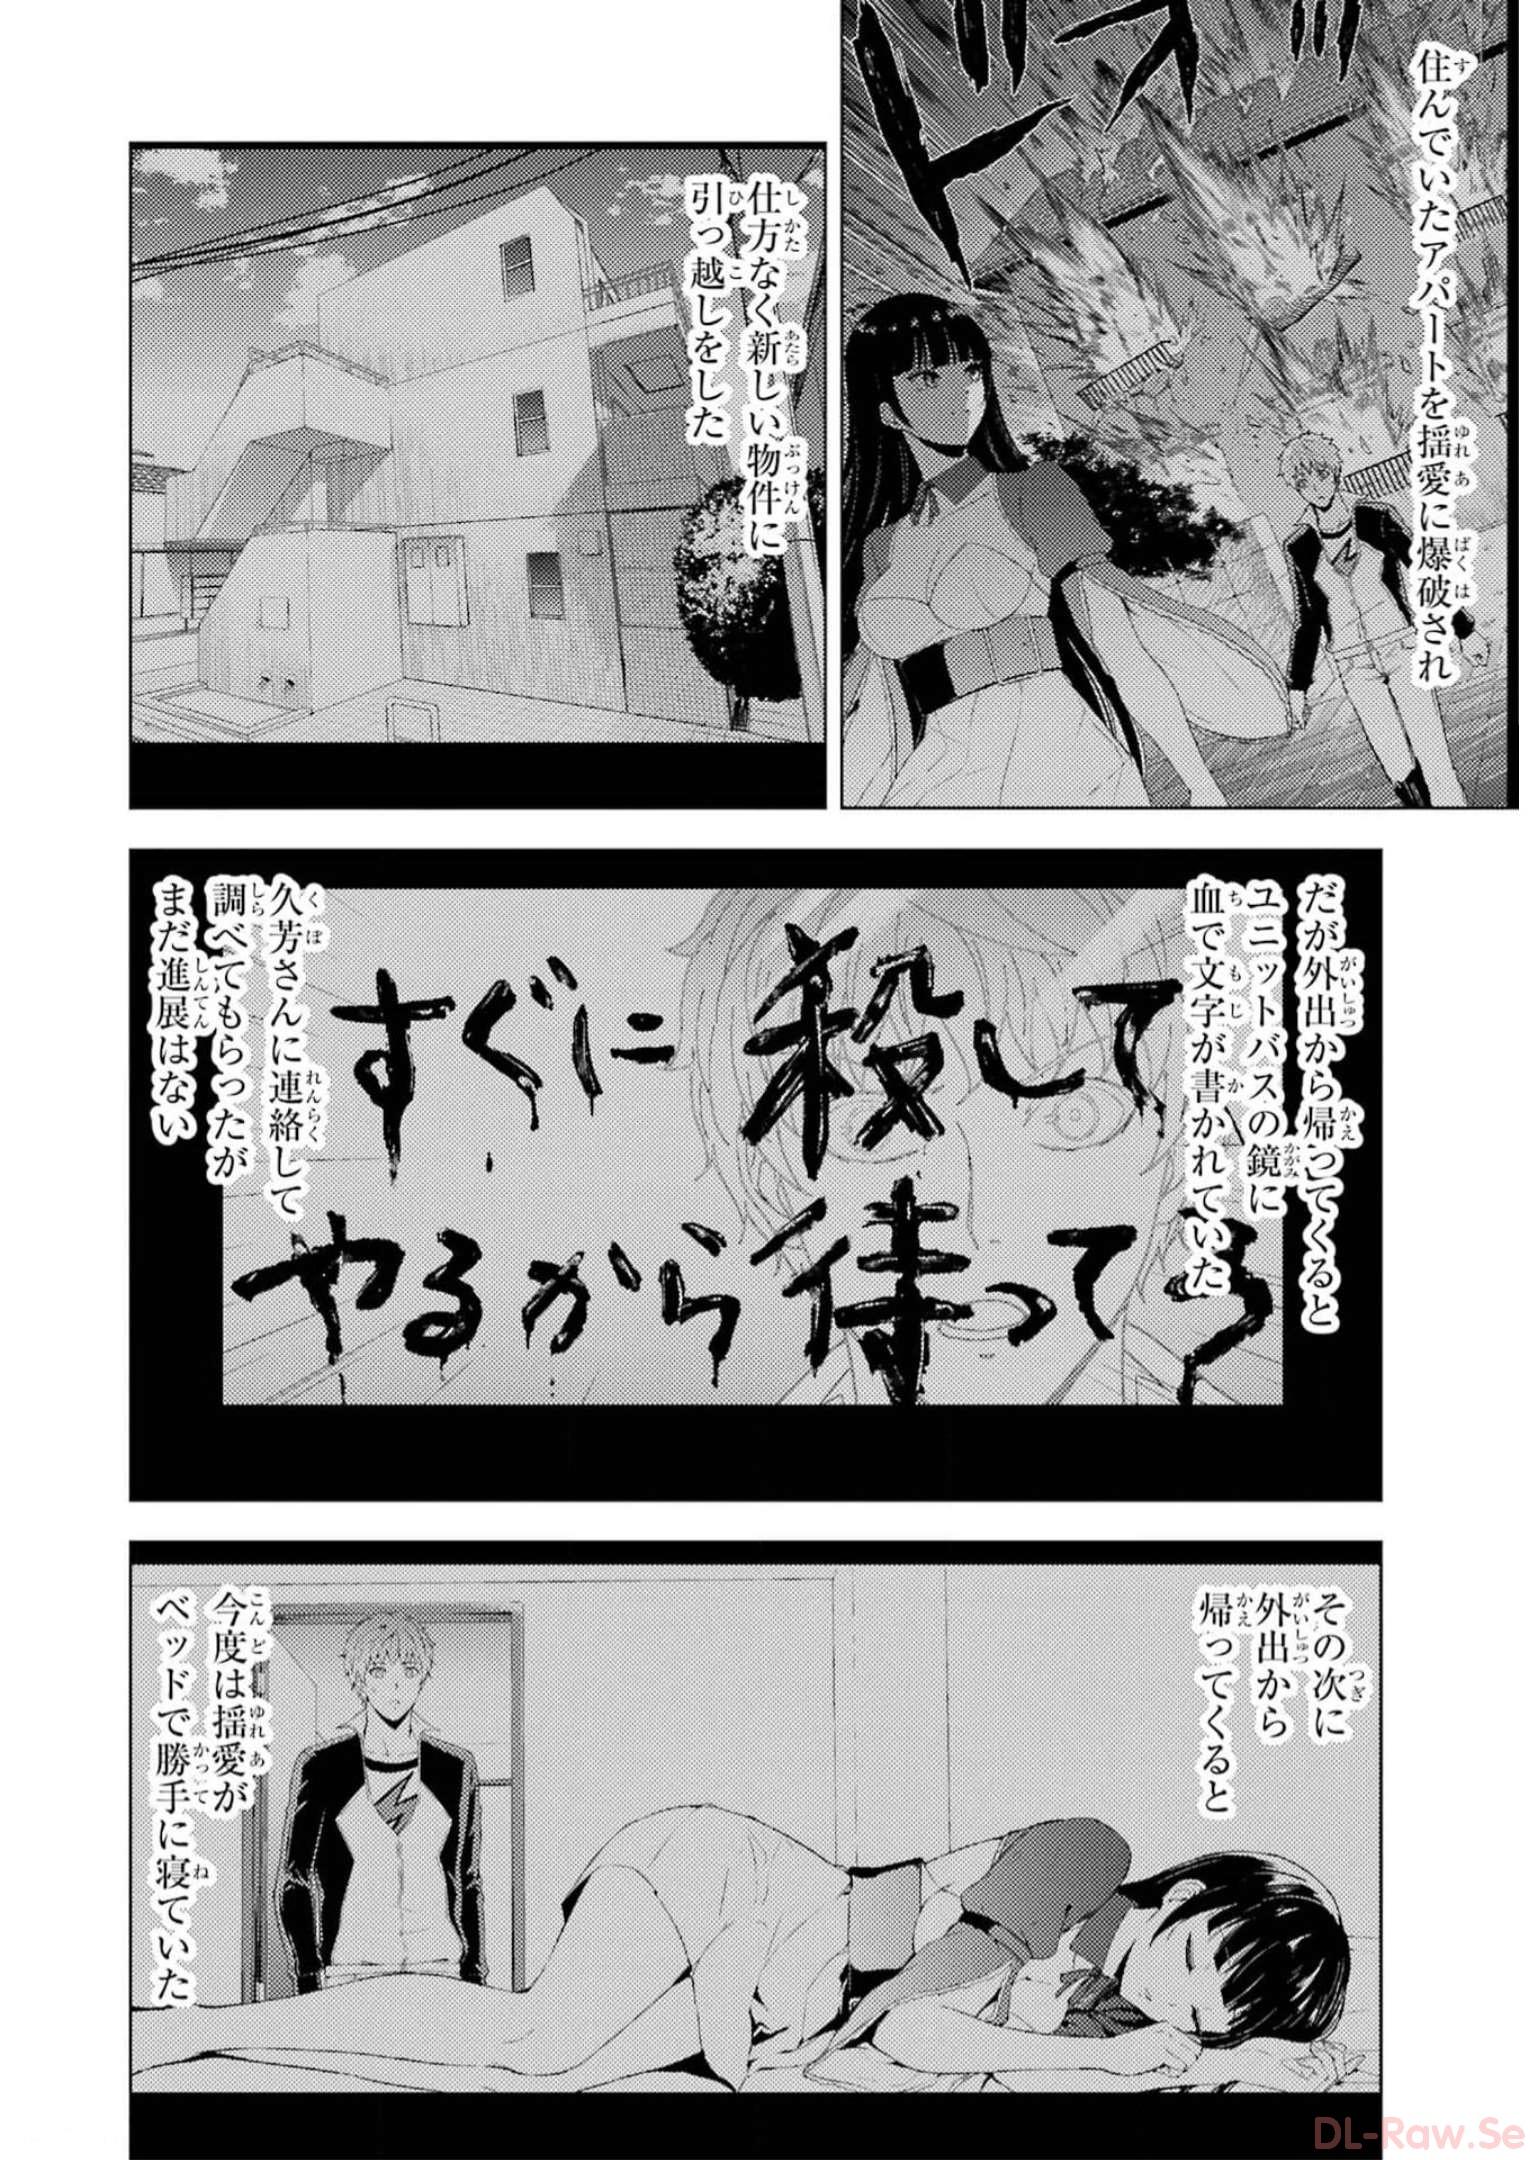 ドドォォ
住んでいたアパートを揺愛に爆破され
仕方なく新しい物件に
引っ越しをした
だが外出から帰ってくると
ユニットバスの鏡に
血で文字が書かれていた
すぐに殺して
やるから待ってろ
久芳さんに連絡して
調べてもらったが
まだ進展はない
その次に
外出から
帰ってくると
今度は揺愛が
ベッドで勝手に寝ていた
DL-Raw.Se